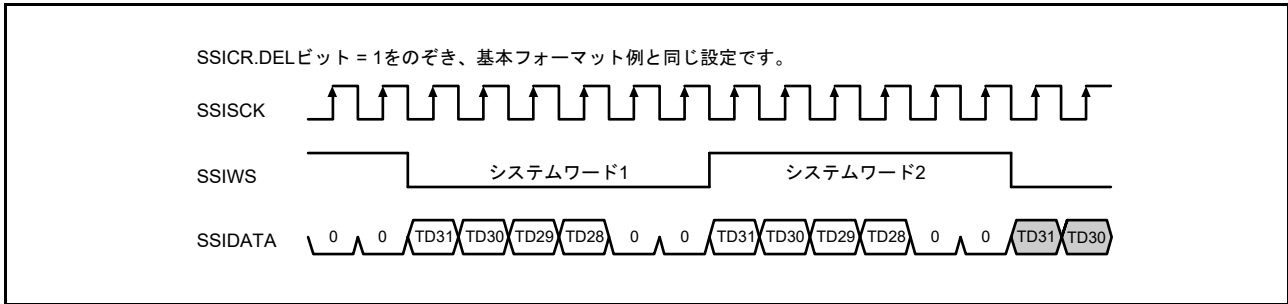 SSICR.DELビット = 1をのぞき、基本フォーマット例と同じ設定です。
SSISCK
SSIWS システムワード1 システムワード2
SSIDATA 0 0 TD31 TD30 TD29 TD28 0 0 TD31 TD30 TD29 TD28 0 0 TD31 TD30